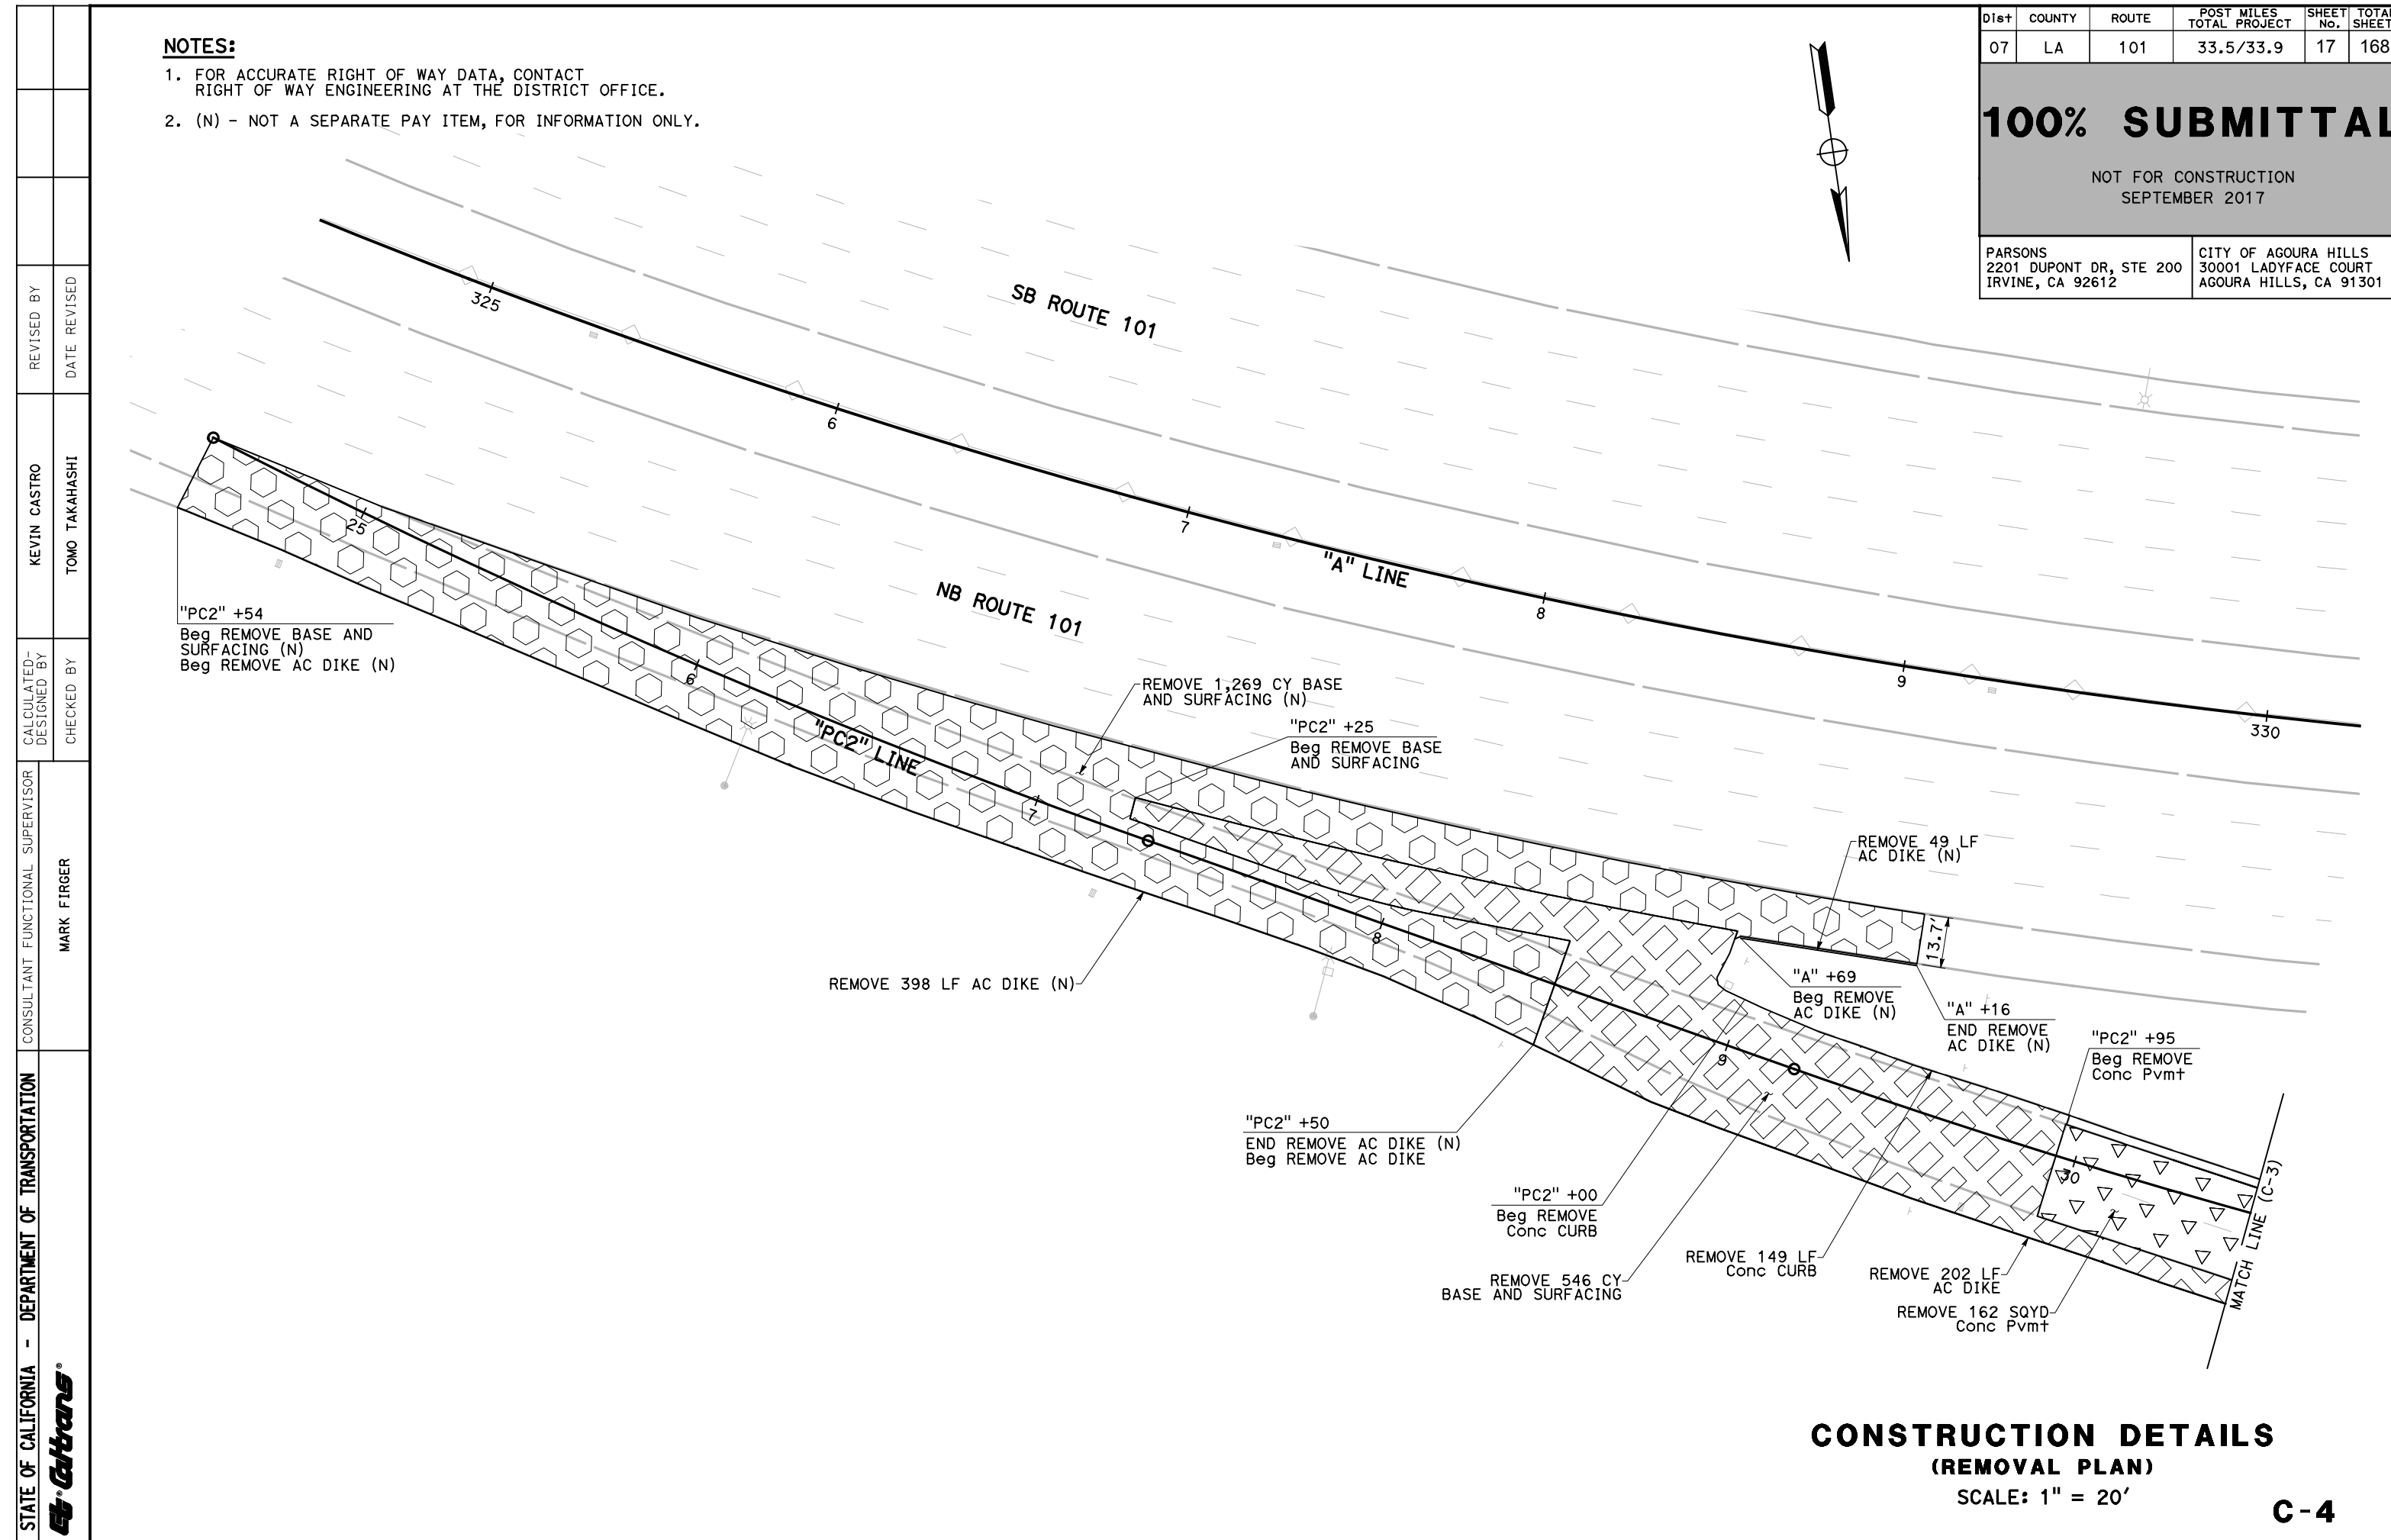 NOTES:
1. FOR ACCURATE RIGHT OF WAY DATA, CONTACT
RIGHT OF WAY ENGINEERING AT THE DISTRICT OFFICE.
2. (N) - NOT A SEPARATE PAY ITEM, FOR INFORMATION ONLY.
Dist COUNTY ROUTE POST MILES TOTAL PROJECT SHEET No.
07 LA 101 33.5/33.9 17 168
100% SUBMITTAL
NOT FOR CONSTRUCTION
SEPTEMBER 2017
PARSONS
2201 DUPONT DR, STE 200
IRVINE, CA 92612
CITY OF AGOURA HILLS
30001 LADYFACE COURT
AGOURA HILLS, CA 91301
REVISED BY
DATE REVISED
KEVIN CASTRO
TOMO TAKAHASHI
CALCULATED-
DESIGNED BY
CHECKED BY
CONSULTANT FUNCTIONAL SUPERVISOR
MARK FIRGER
STATE OF CALIFORNIA - DEPARTMENT OF TRANSPORTATION
Caltrans
SB ROUTE 101
325
6
7
"A" LINE
8
9
330
NB ROUTE 101
25
6
"PC2" LINE
7
8
9
30
"PC2" +54
Beg REMOVE BASE AND
SURFACING (N)
Beg REMOVE AC DIKE (N)
REMOVE 1,269 CY BASE
AND SURFACING (N)
"PC2" +25
Beg REMOVE BASE
AND SURFACING
REMOVE 49 LF
AC DIKE (N)
13.7'
REMOVE 398 LF AC DIKE (N)
"A" +69
Beg REMOVE
AC DIKE (N)
"A" +16
END REMOVE
AC DIKE (N)
"PC2" +95
Beg REMOVE
Conc Pvmt
"PC2" +50
END REMOVE AC DIKE (N)
Beg REMOVE AC DIKE
"PC2" +00
Beg REMOVE
Conc CURB
REMOVE 149 LF
Conc CURB
REMOVE 546 CY
BASE AND SURFACING
REMOVE 202 LF
AC DIKE
REMOVE 162 SQYD
Conc Pvmt
MATCH LINE (C-3)
CONSTRUCTION DETAILS
(REMOVAL PLAN)
SCALE: 1" = 20'
C-4